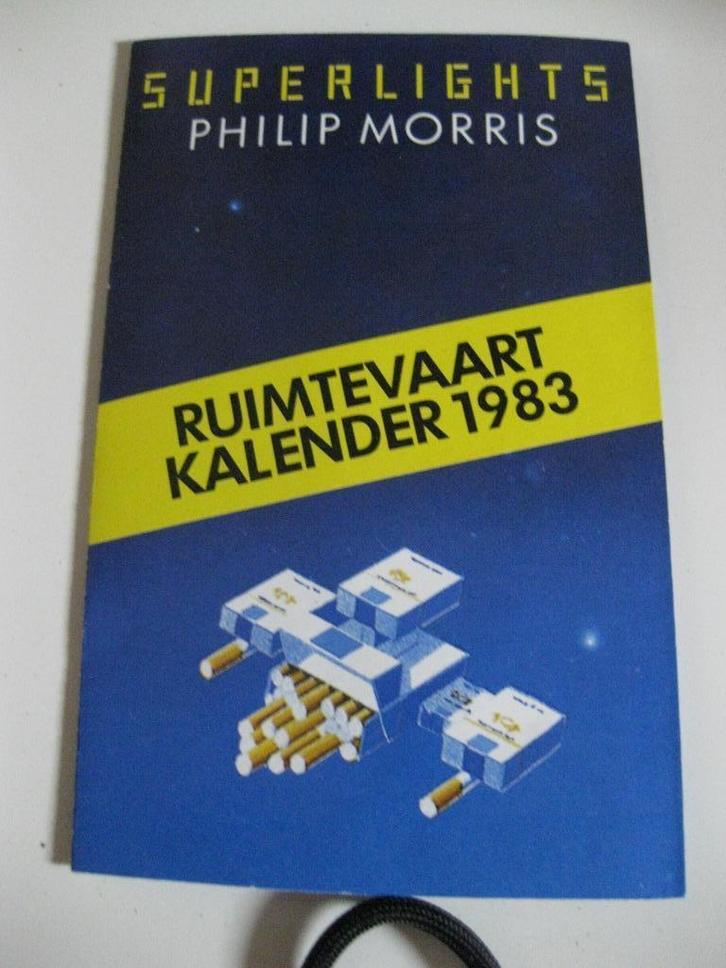 SUPERLIGHTS
PHILIP MORRIS
RUIMTEVAART
KALENDER 1983